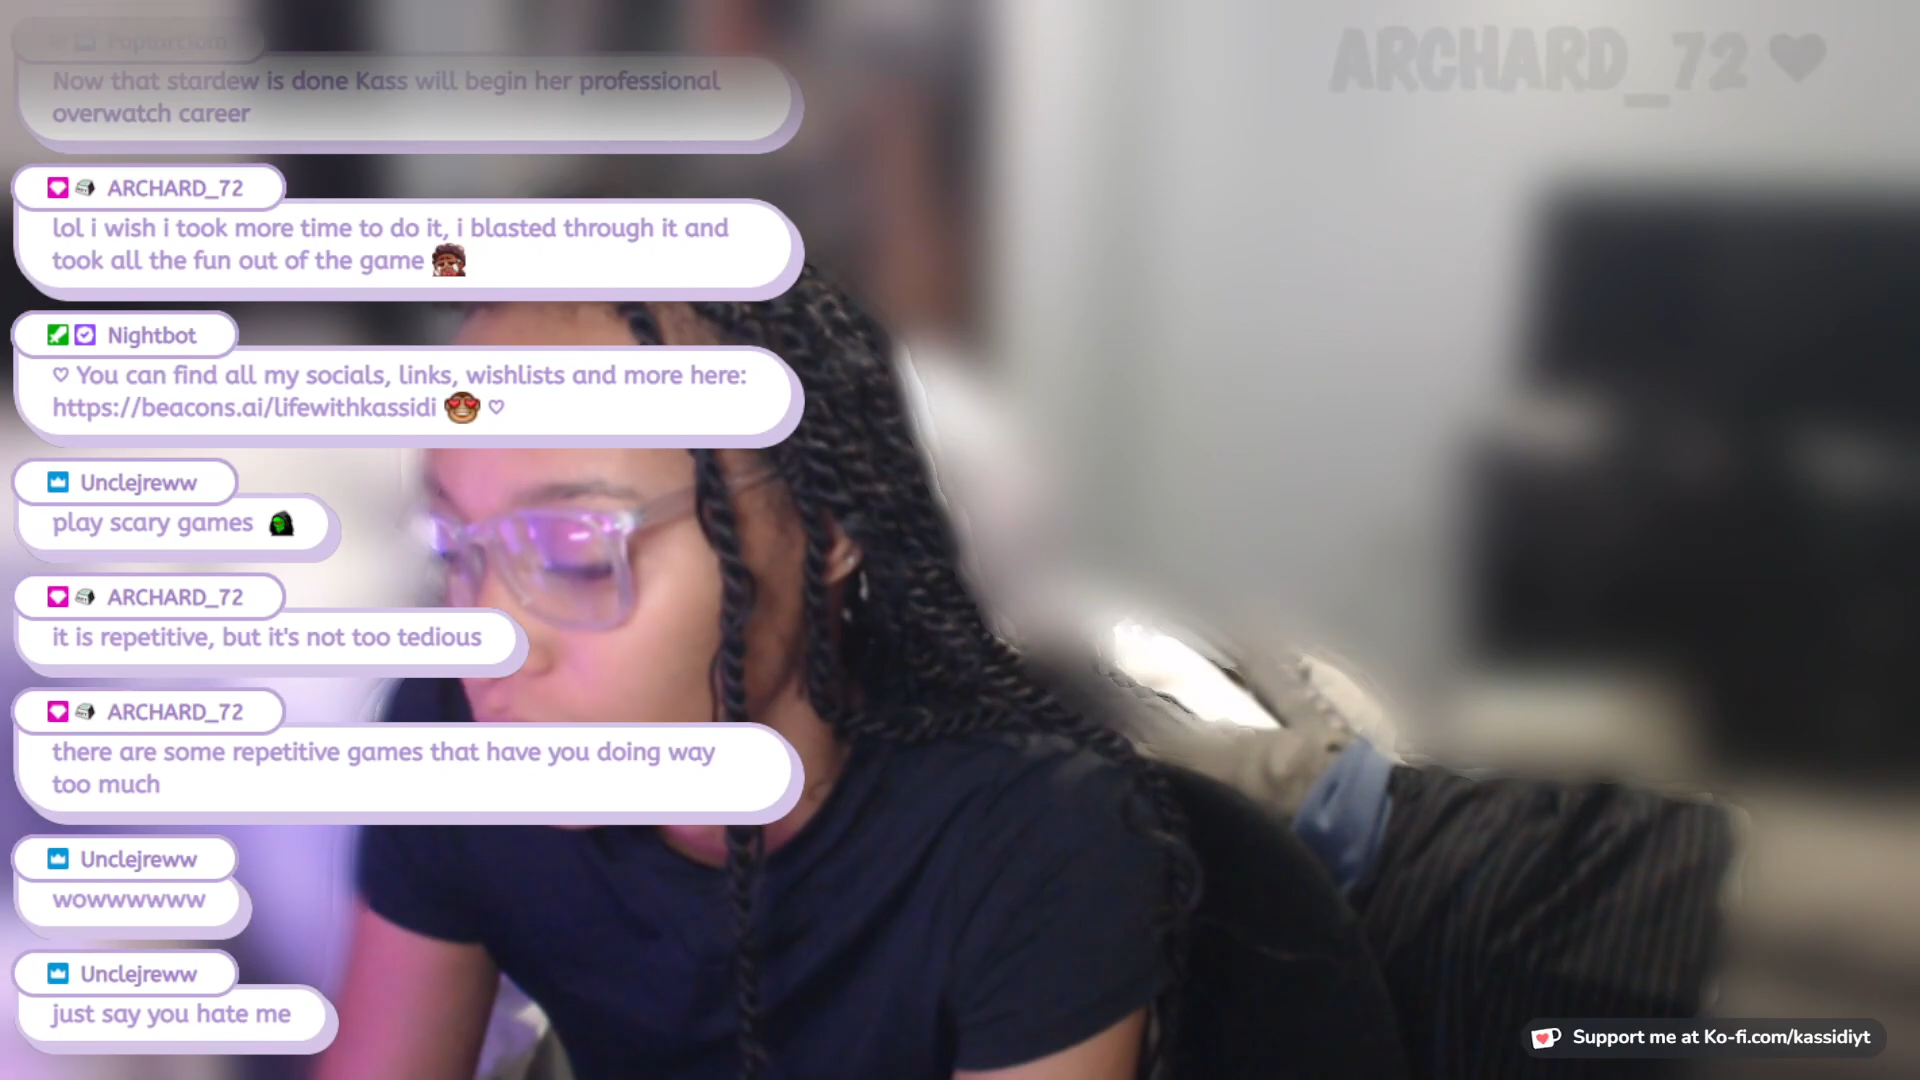 ARCHARD_72
Now that stardew is done Kass will begin her professional
overwatch career
ARCHARD_72
lol i wish i took more time to do it, i blasted through it and
took all the fun out of the game
Nightbot
♡ You can find all my socials, links, wishlists and more here:
https://beacons.ai/lifewithkassidi ♡
Unclejreww
play scary games
ARCHARD_72
it is repetitive, but it's not too tedious
ARCHARD_72
there are some repetitive games that have you doing way
too much
Unclejreww
wowwwwww
Unclejreww
just say you hate me
Support me at Ko-fi.com/kassidiyt